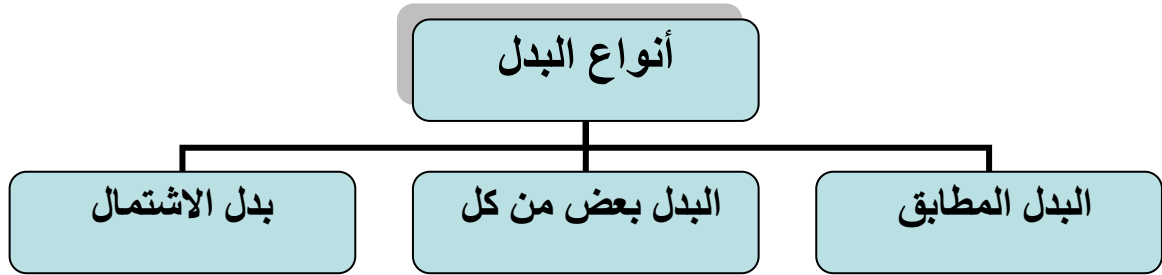 أنواع البدل
البدل المطابق
البدل بعض من كل
بدل الاشتمال